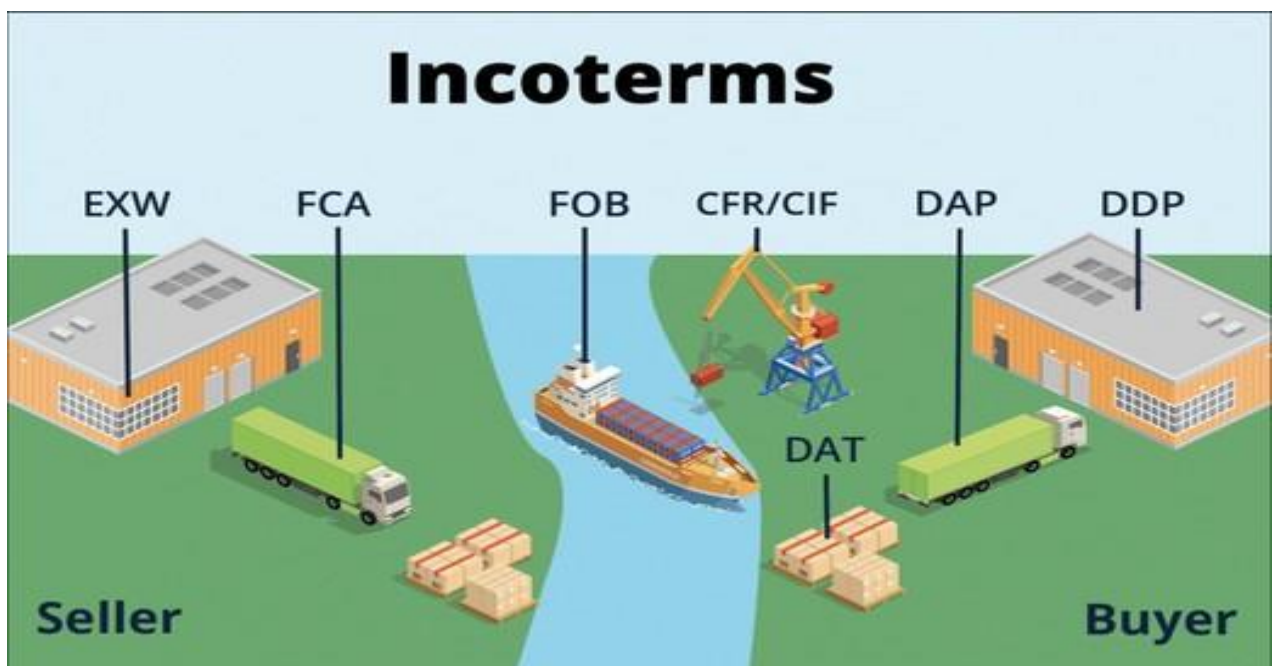 Incoterms
EXW FCA FOB CFR/CIF DAP DDP
DAT
Seller Buyer